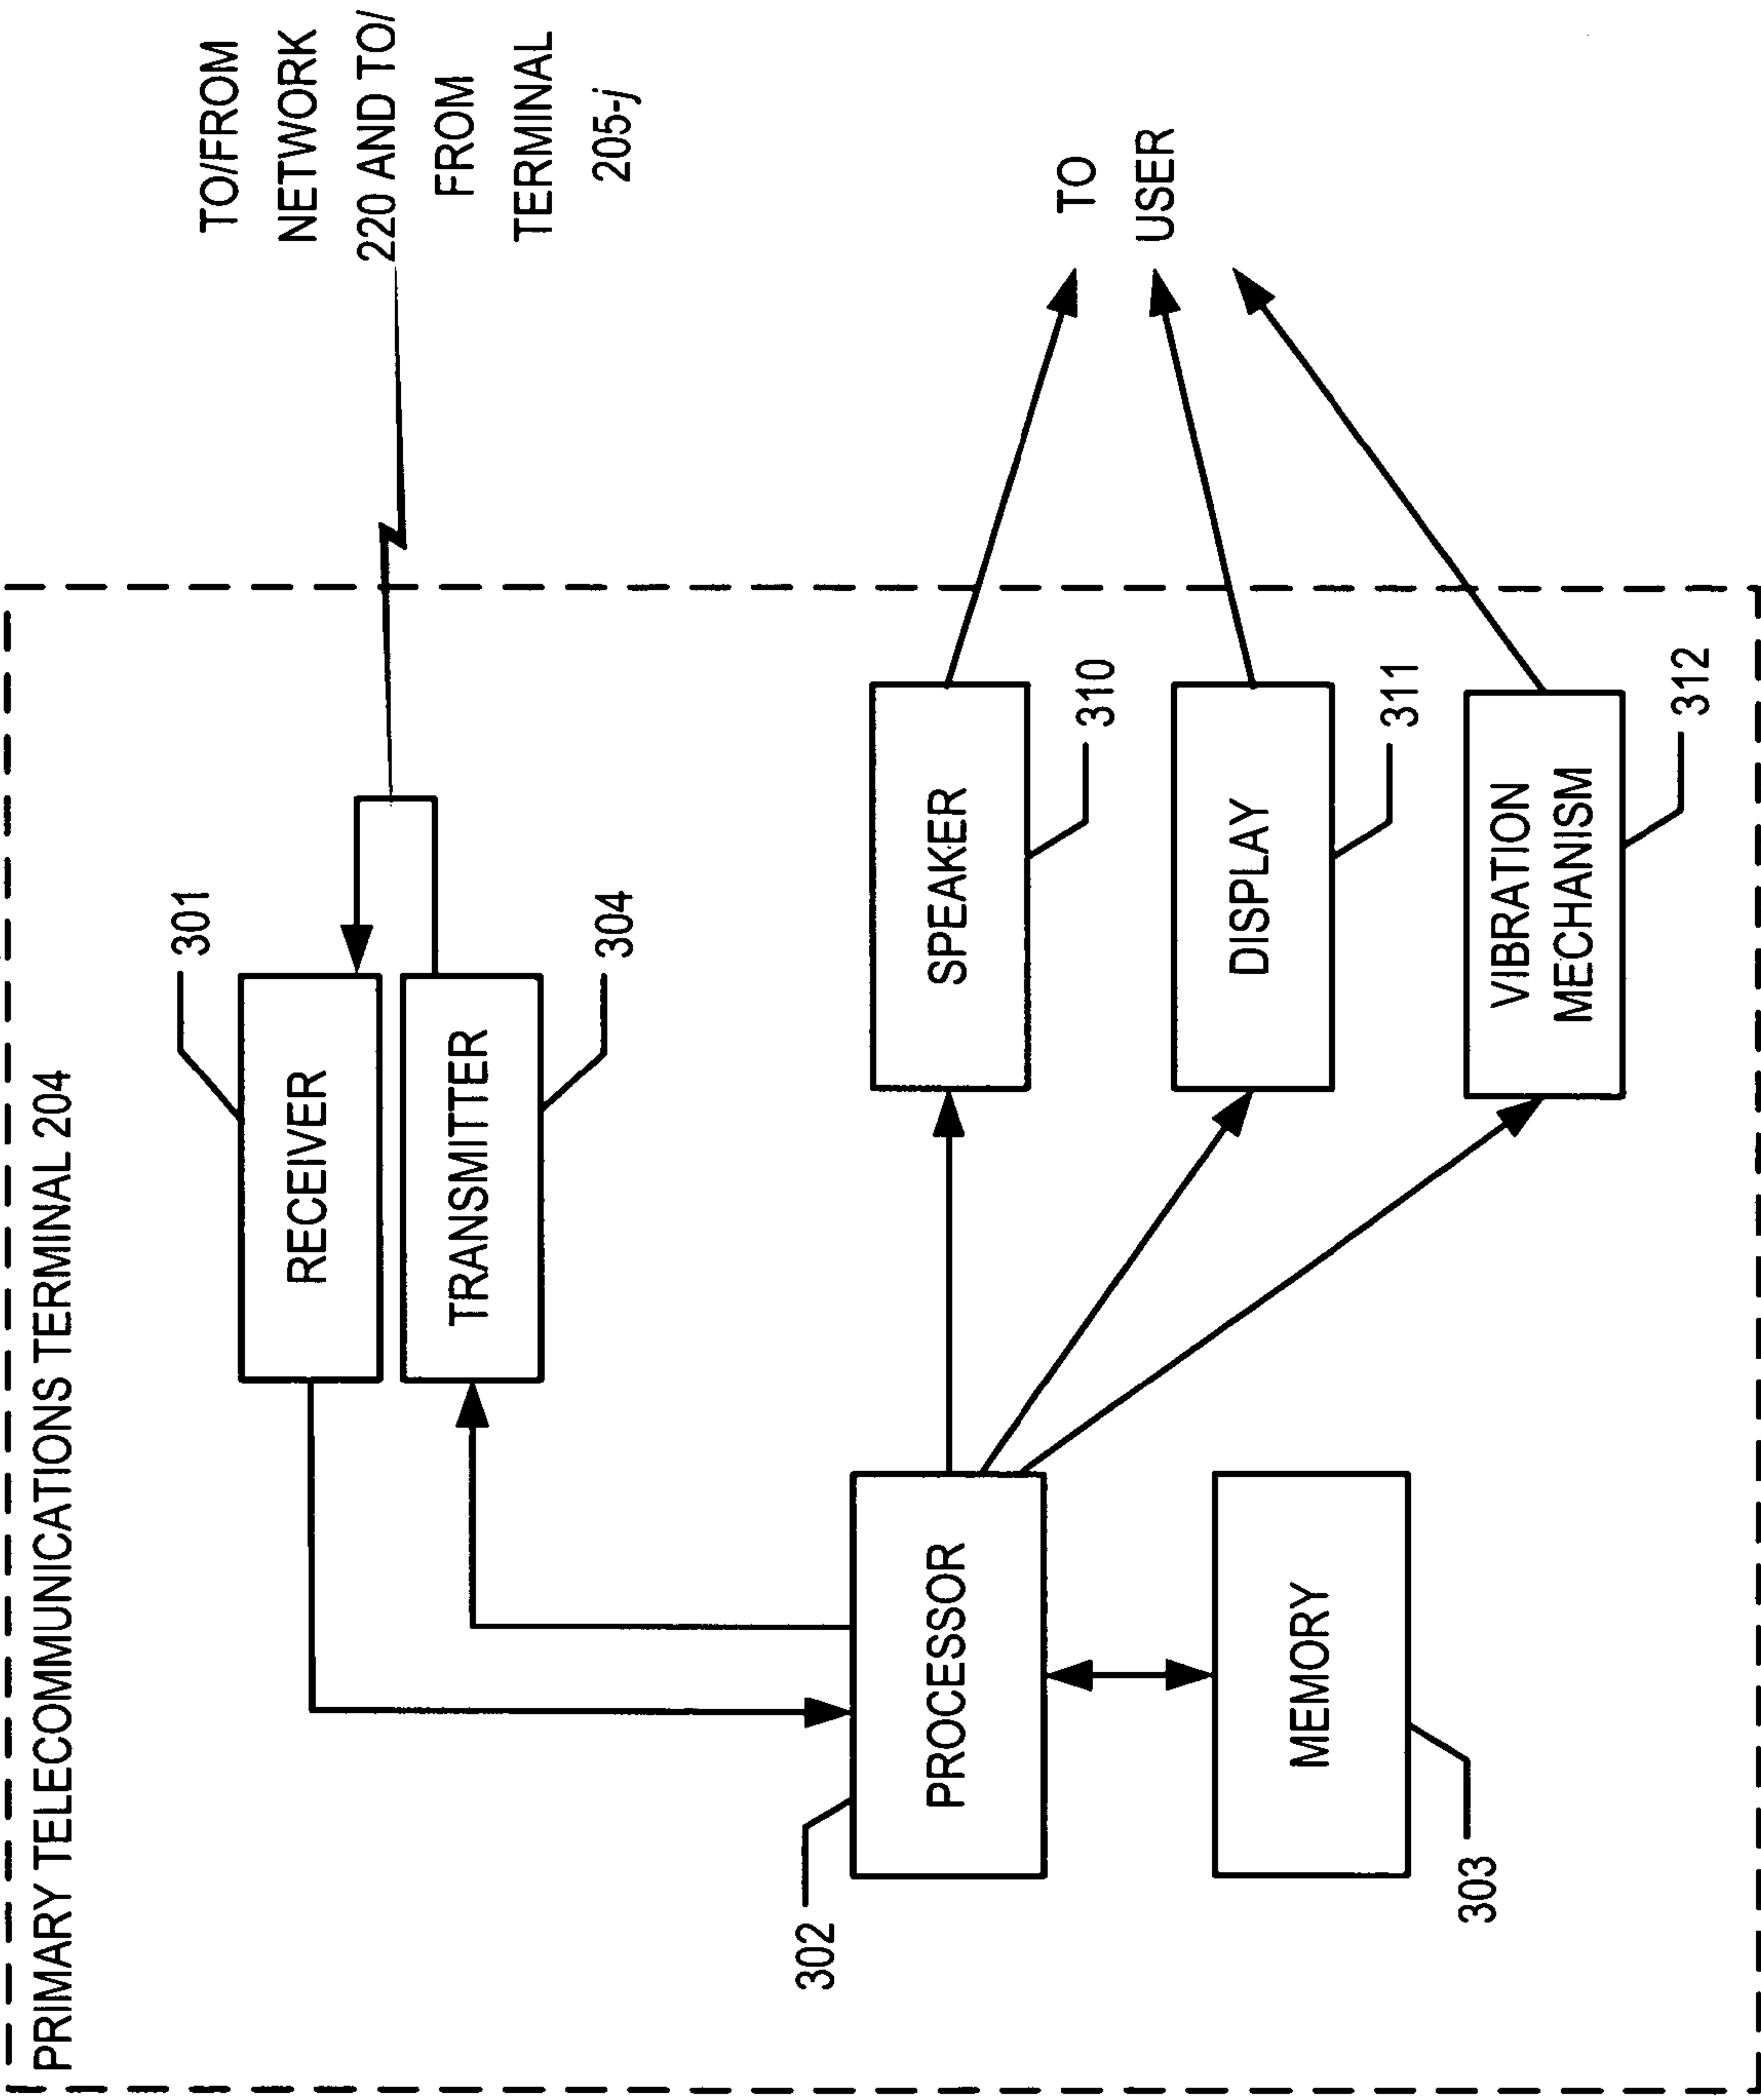 PRIMARY TELECOMMUNICATIONS TERMINAL 204
301
RECEIVER
TRANSMITTER
304
TO/FROM
NETWORK
220 AND TO/
FROM
TERMINAL
205-j
302
PROCESSOR
MEMORY
303
SPEAKER
310
DISPLAY
311
VIBRATION
MECHANISM
312
TO
USER